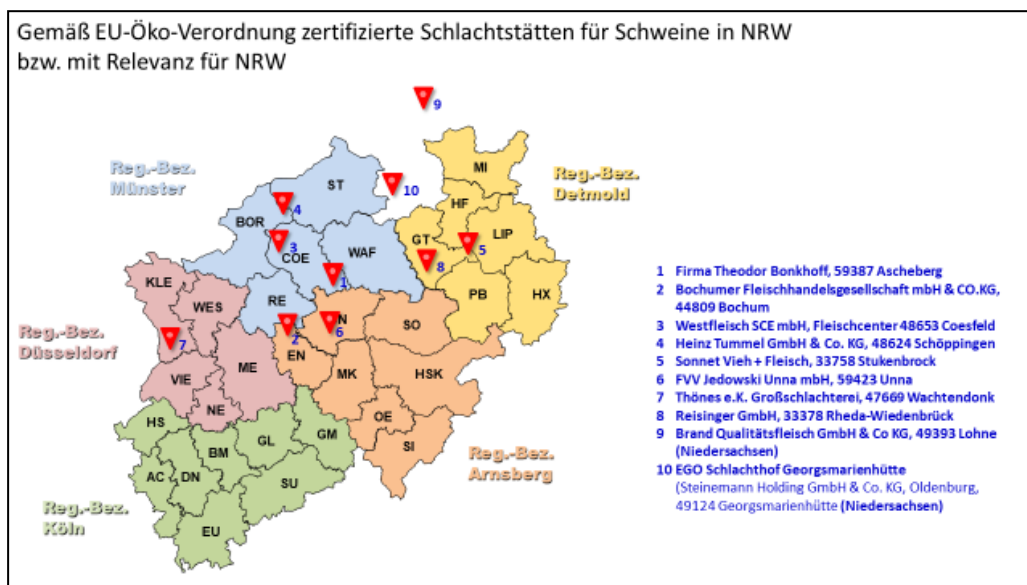 Gemäß EU-Öko-Verordnung zertifizierte Schlachtstätten für Schweine in NRW
bzw. mit Relevanz für NRW
9
Reg.-Bez.
Münster
ST
10
MI
Reg.-Bez.
Detmold
4
HF
BOR
3
COE
WAF
GT
5
LIP
8
1
KLE
RE
PB
HX
WES
2
N
6
SO
Reg.-Bez.
Düsseldorf
7
EN
ME
MK
HSK
VIE
NE
OE
HS
GL
GM
SI
BM
Reg.-Bez.
Arnsberg
AC
DN
SU
Reg.-Bez.
Köln
EU
1 Firma Theodor Bonkhoff, 59387 Ascheberg
2 Bochumer Fleischhandelsgesellschaft mbH & CO.KG,
44809 Bochum
3 Westfleisch SCE mbH, Fleischcenter 48653 Coesfeld
4 Heinz Tummel GmbH & Co. KG, 48624 Schöppingen
5 Sonnet Vieh + Fleisch, 33758 Stukenbrock
6 FVV Jedowski Unna mbH, 59423 Unna
7 Thönes e.K. Großschlachterei, 47669 Wachtendonk
8 Reisinger GmbH, 33378 Rheda-Wiedenbrück
9 Brand Qualitätsfleisch GmbH & Co KG, 49393 Lohne
(Niedersachsen)
10 EGO Schlachthof Georgsmarienhütte
(Steinemann Holding GmbH & Co. KG, Oldenburg,
49124 Georgsmarienhütte (Niedersachsen)